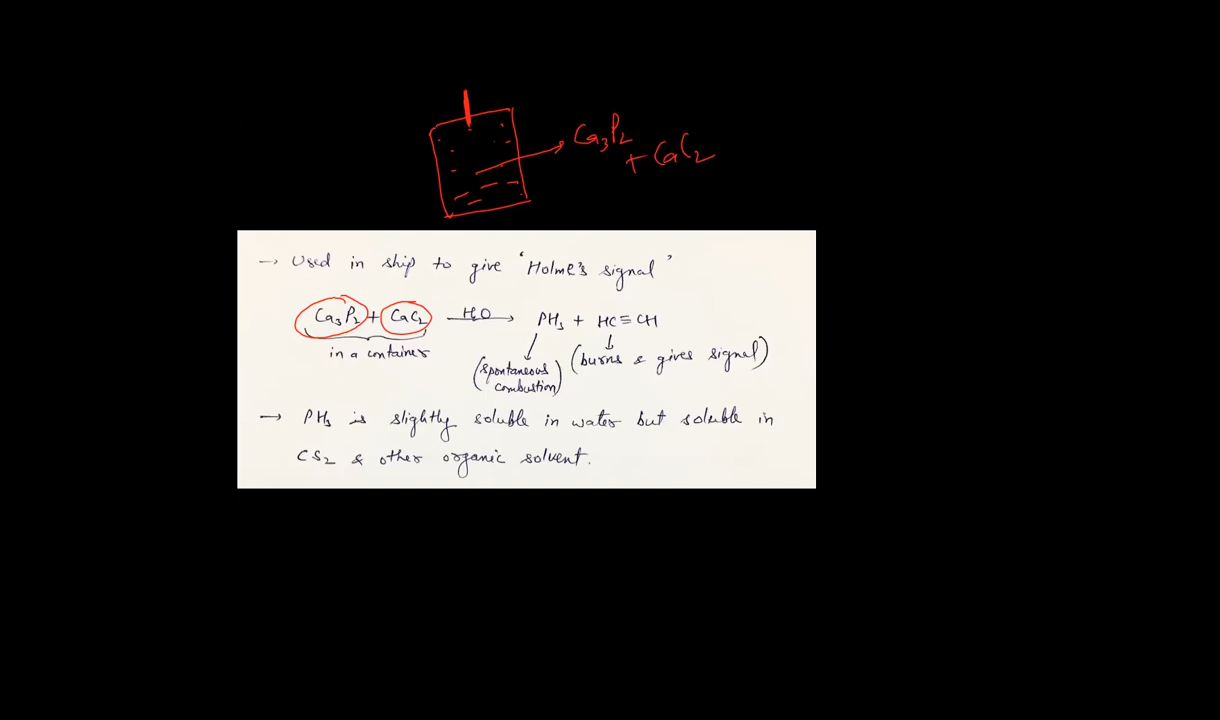 Ca₃P₂
+ CaC₂
→ Used in ship to give 'Holme's signal'
Ca₃P₂ + CaC₂ —H₂O→ PH₃ + HC≡CH
in a container
(spontaneous combustion)
(burns & gives signal)
→ PH₃ is slightly soluble in water but soluble in
CS₂ & other organic solvent.